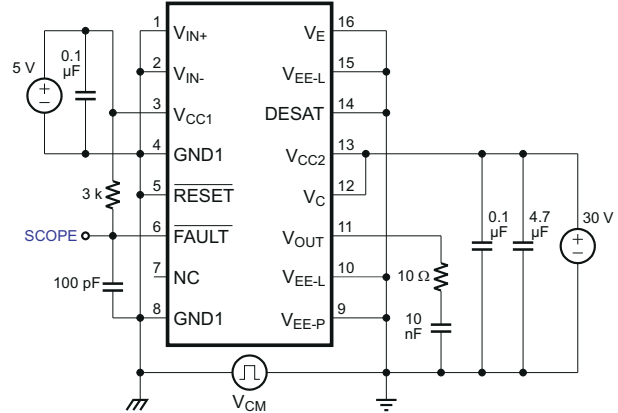 1 V_IN+ V_E 16
0.1 µF
5 V
2 V_IN- V_EE-L 15
3 V_CC1 DESAT 14
4 GND1 V_CC2 13
3 k
5 RESET V_C 12
0.1 µF
4.7 µF
30 V
SCOPE 6 FAULT V_OUT 11
100 pF
7 NC V_EE-L 10
10 Ω
8 GND1 V_EE-P 9
10 nF
V_CM